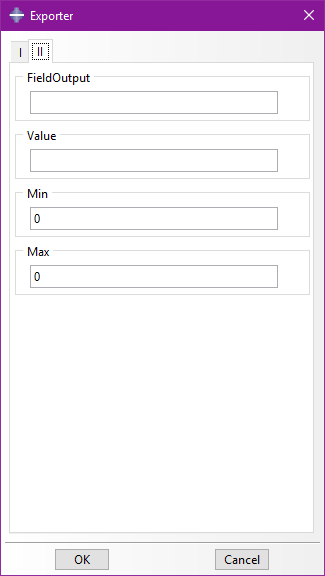 Exporter
I
II
FieldOutput
Value
Min
0
Max
0
OK
Cancel